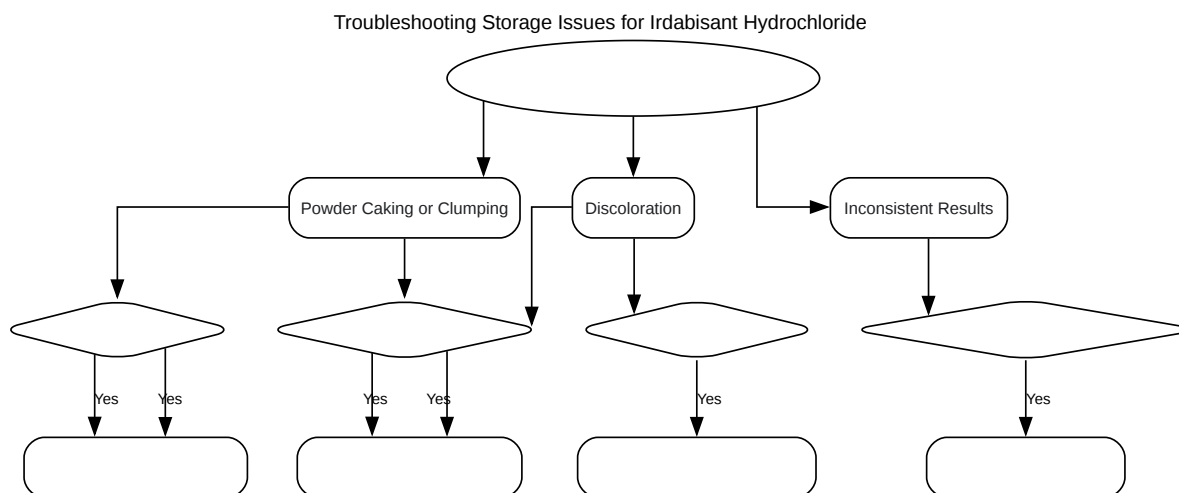 Troubleshooting Storage Issues for Irdabisant Hydrochloride
Powder Caking or Clumping
Discoloration
Inconsistent Results
Yes
Yes
Yes
Yes
Yes
Yes